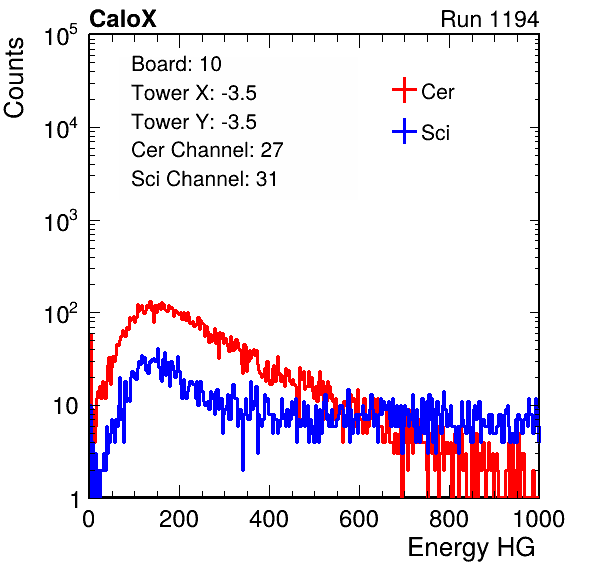 CaloX Run 1194
Counts
10^5
10^4
10^3
10^2
10
1
Board: 10
Tower X: -3.5
Tower Y: -3.5
Cer Channel: 27
Sci Channel: 31
Cer
Sci
0 200 400 600 800 1000
Energy HG